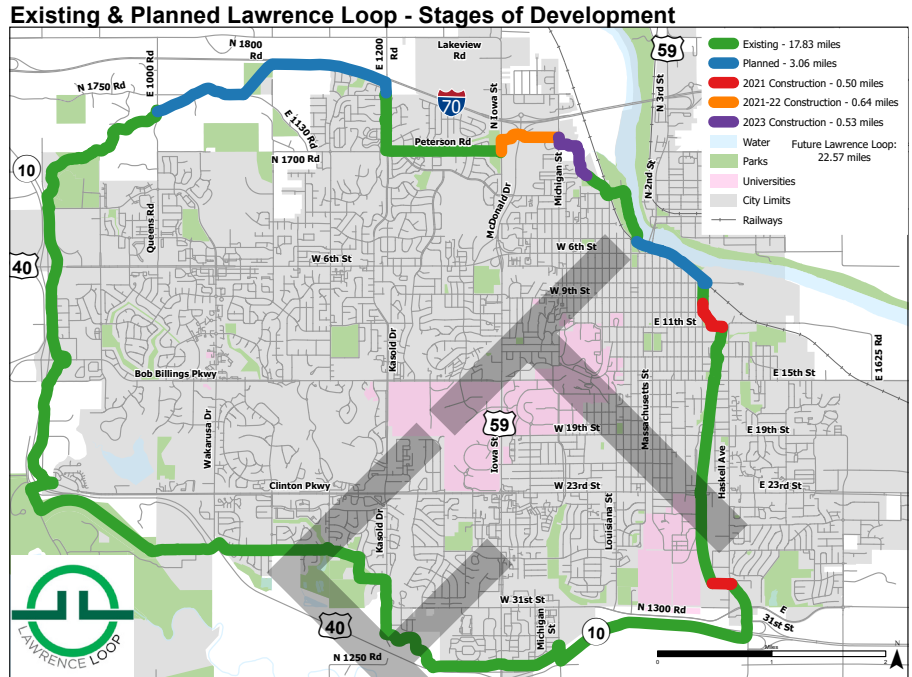 Existing & Planned Lawrence Loop - Stages of Development
Existing - 17.83 miles
Planned - 3.06 miles
2021 Construction - 0.50 miles
2021-22 Construction - 0.64 miles
2023 Construction - 0.53 miles
Water
Parks
Universities
City Limits
Railways
Future Lawrence Loop:
22.57 miles
N 1800
Rd
E 1200
Rd
Lakeview
Rd
59
N 3rd St
E 1000 Rd
N 1750 Rd
70
N Iowa St
E 1130 Rd
Peterson Rd
N 1700 Rd
10
Michigan St
N 2nd St
McDonald Dr
Queens Rd
40
W 6th St
W 6th St
W 9th St
E 11th St
Kasold Dr
E 1625 Rd
Bob Billings Pkwy
E 15th St
Massachusetts St
Wakarusa Dr
59
Iowa St
W 19th St
E 19th St
Haskell Ave
Clinton Pkwy
W 23rd St
E 23rd St
Kasold Dr
Louisiana St
W 31st St
N 1300 Rd
E
31st St
40
Michigan
St
10
N 1250 Rd
LAWRENCE LOOP
Miles
0
1
2
N